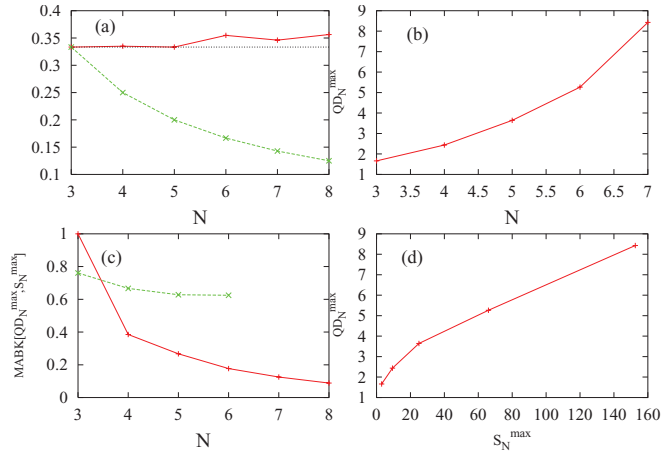 (a)
0.4
0.35
0.3
0.25
0.2
0.15
0.1
3 4 5 6 7 8
N
(b)
QD_N^max
9
8
7
6
5
4
3
2
1
3 3.5 4 4.5 5 5.5 6 6.5 7
N
(c)
MABK[QD_N^max,S_N^max]
1
0.8
0.6
0.4
0.2
0
3 4 5 6 7 8
N
(d)
QD_N^max
9
8
7
6
5
4
3
2
1
0 20 40 60 80 100 120 140 160
S_N^max